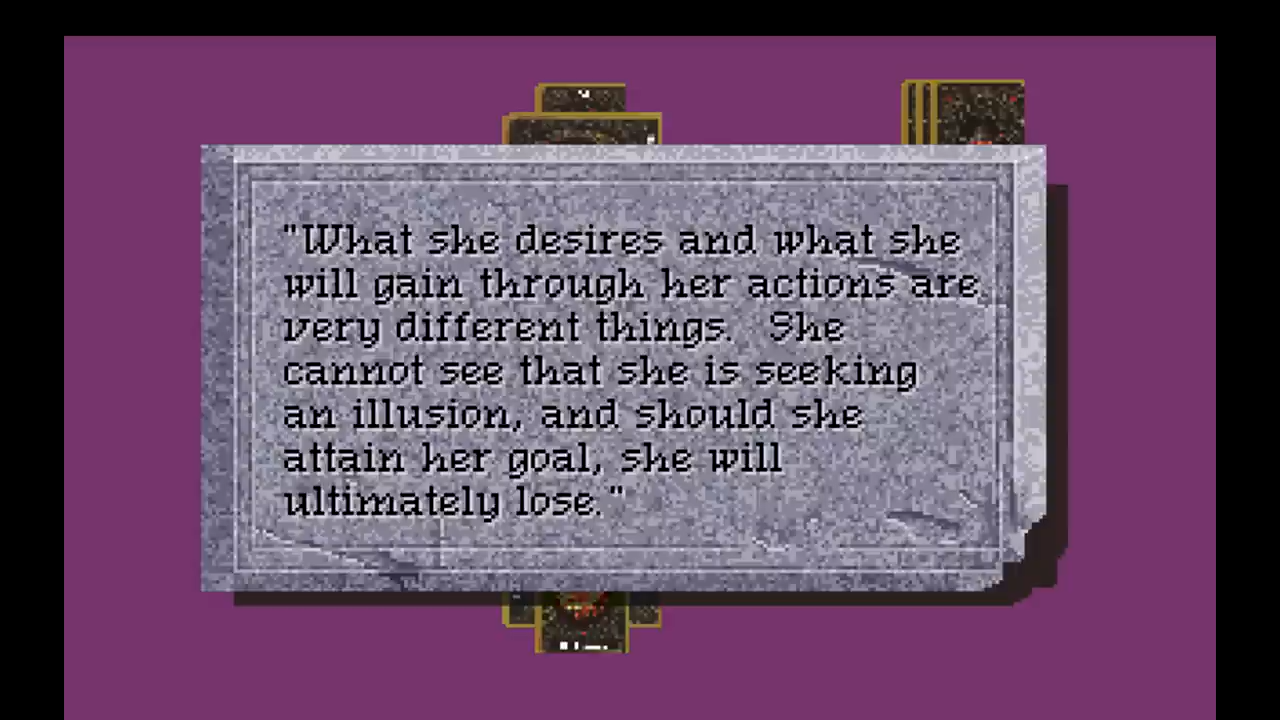 "What she desires and what she
will gain through her actions are
very different things.  She
cannot see that she is seeking
an illusion, and should she
attain her goal, she will
ultimately lose."